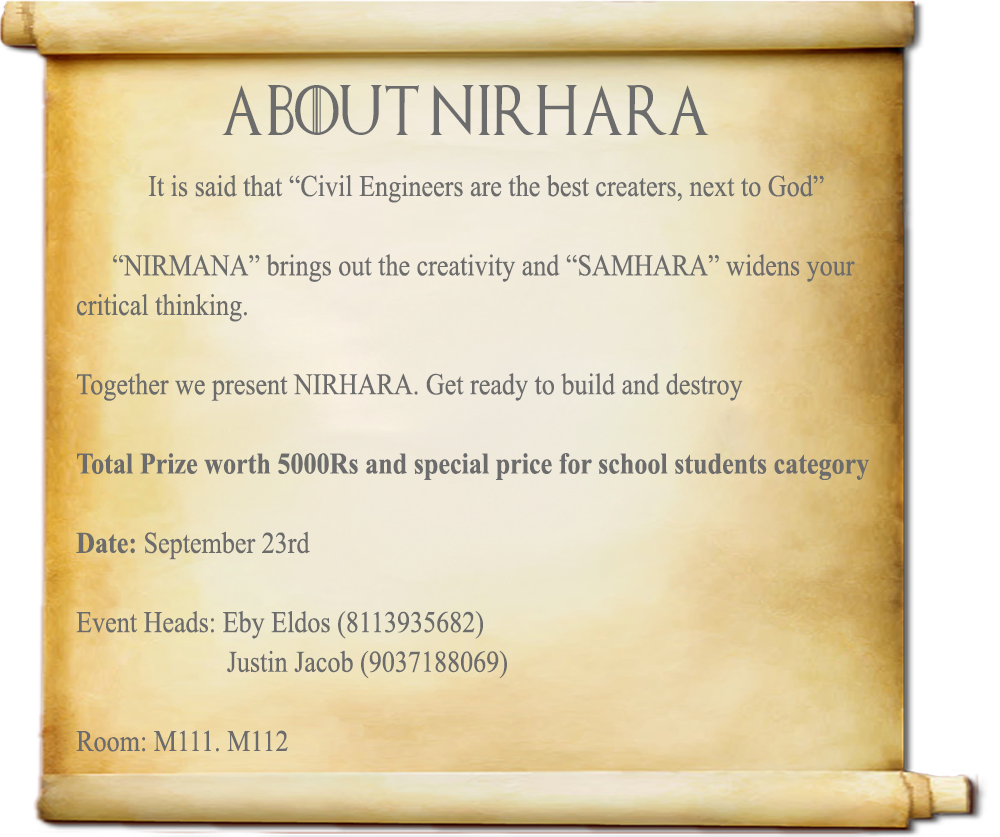 ABOUT NIRHARA
It is said that “Civil Engineers are the best creaters, next to God”
“NIRMANA” brings out the creativity and “SAMHARA” widens your
critical thinking.
Together we present NIRHARA. Get ready to build and destroy
Total Prize worth 5000Rs and special price for school students category
Date: September 23rd
Event Heads: Eby Eldos (8113935682)
Justin Jacob (9037188069)
Room: M111. M112